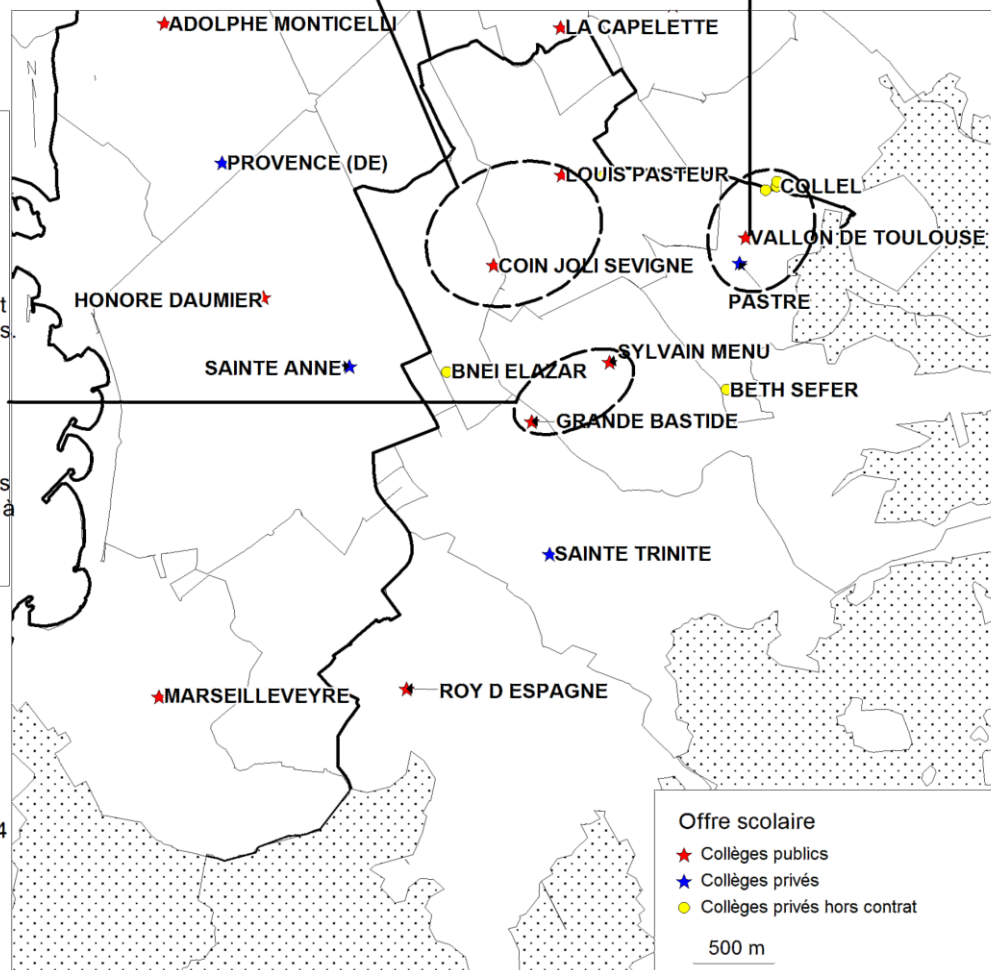 ADOLPHE MONTICELLI
LA CAPELETTE
N
PROVENCE (DE)
LOUIS PASTEUR
COLLEL
VALLON DE TOULOUSE
COIN JOLI SEVIGNE
PASTRE
t
HONORE DAUMIER
s.
SYLVAIN MENU
SAINTE ANNE
BNEI ELAZAR
BETH SEFER
GRANDE BASTIDE
s
à
SAINTE TRINITE
MARSEILLEVEYRE
ROY D ESPAGNE
4
Offre scolaire
Collèges publics
Collèges privés
Collèges privés hors contrat
500 m